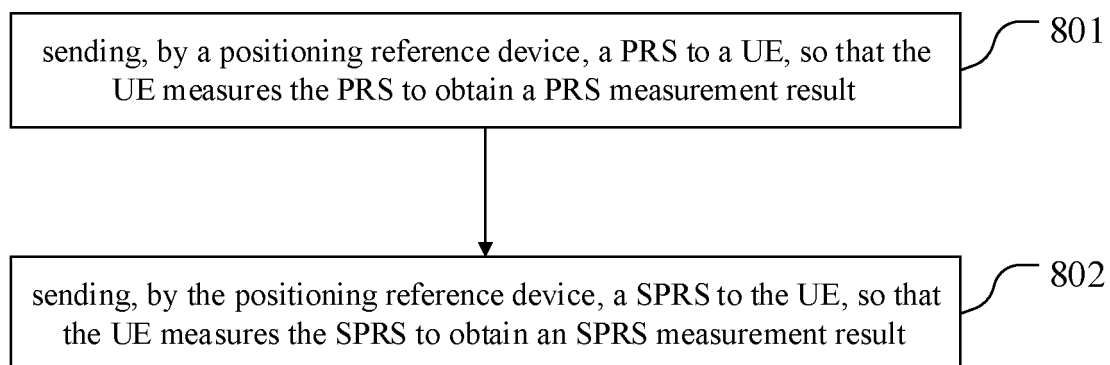 sending, by a positioning reference device, a PRS to a UE, so that the
UE measures the PRS to obtain a PRS measurement result
801
sending, by the positioning reference device, a SPRS to the UE, so that
the UE measures the SPRS to obtain an SPRS measurement result
802